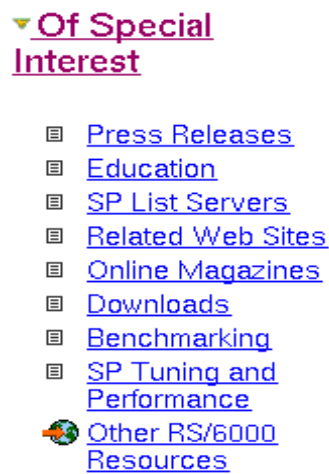 Of Special
Interest
Press Releases
Education
SP List Servers
Related Web Sites
Online Magazines
Downloads
Benchmarking
SP Tuning and
Performance
Other RS/6000
Resources